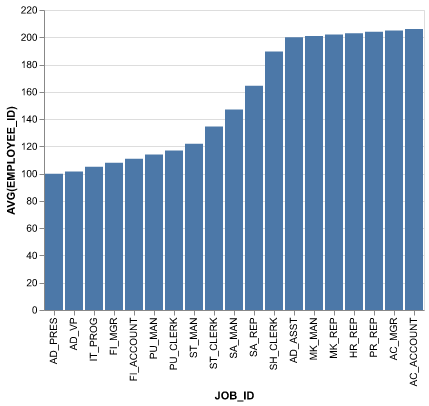 220
200
180
160
140
120
100
80
60
40
20
0
AVG(EMPLOYEE_ID)
AD_PRES
AD_VP
IT_PROG
FI_MGR
FI_ACCOUNT
PU_MAN
PU_CLERK
ST_MAN
ST_CLERK
SA_MAN
SA_REP
SH_CLERK
AD_ASST
MK_MAN
MK_REP
HR_REP
PR_REP
AC_MGR
AC_ACCOUNT
JOB_ID